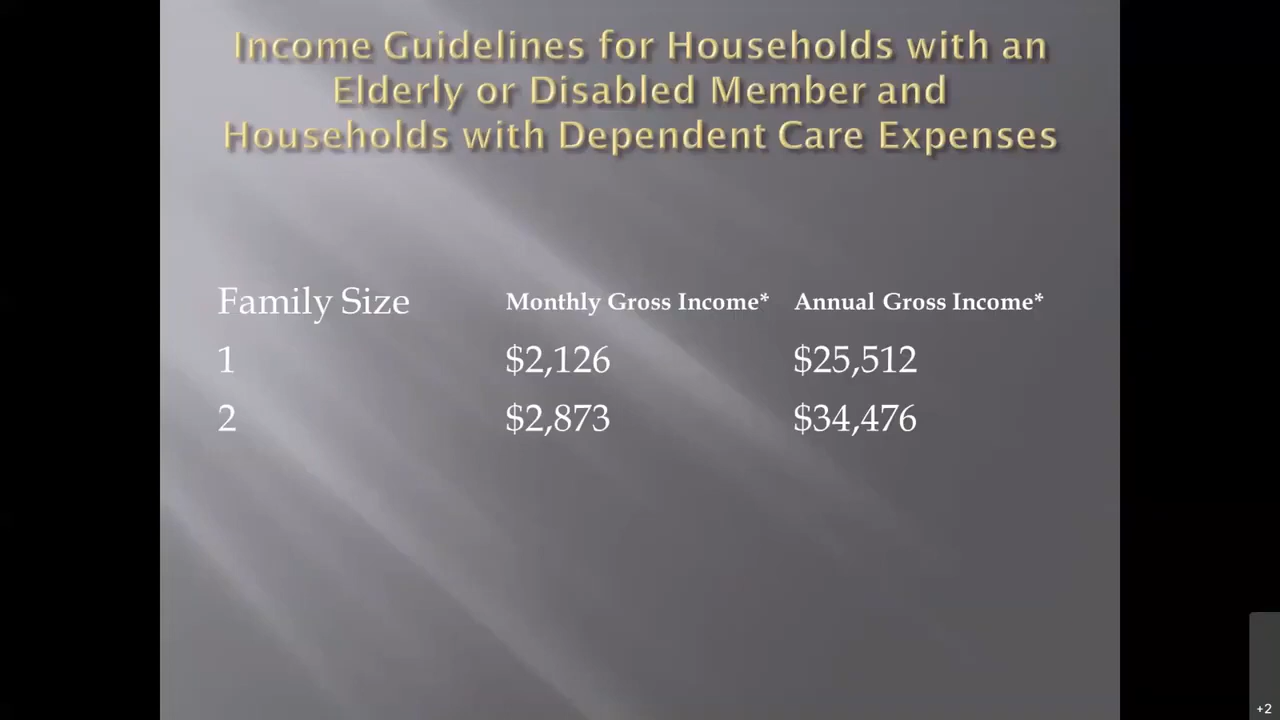 Income Guidelines for Households with an
Elderly or Disabled Member and
Households with Dependent Care Expenses
Family Size Monthly Gross Income* Annual Gross Income*
1 $2,126 $25,512
2 $2,873 $34,476
+2